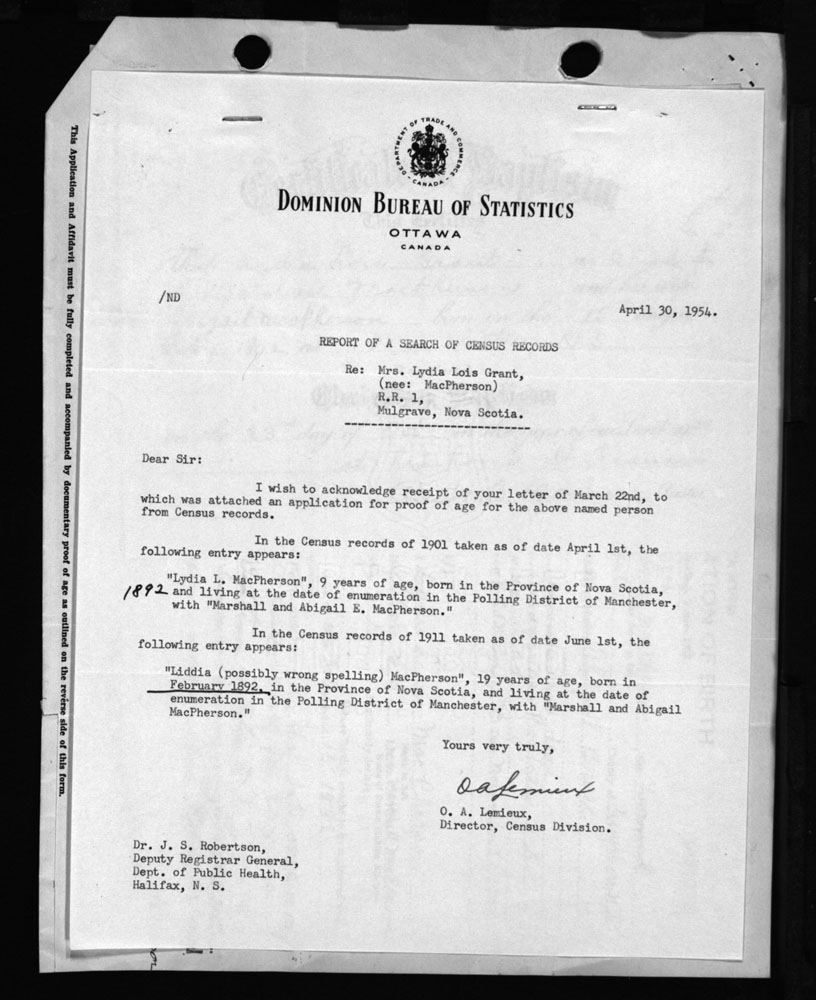 DEPARTMENT OF TRADE AND COMMERCE
- CANADA -
DOMINION BUREAU OF STATISTICS
OTTAWA
CANADA
/ND
April 30, 1954.
REPORT OF A SEARCH OF CENSUS RECORDS
Re: Mrs. Lydia Lois Grant,
(nee: MacPherson)
R.R. 1,
Mulgrave, Nova Scotia.
Dear Sir:
I wish to acknowledge receipt of your letter of March 22nd, to
which was attached an application for proof of age for the above named person
from Census records.
In the Census records of 1901 taken as of date April 1st, the
following entry appears:
"Lydia L. MacPherson", 9 years of age, born in the Province of Nova Scotia,
1892 and living at the date of enumeration in the Polling District of Manchester,
with "Marshall and Abigail E. MacPherson."
In the Census records of 1911 taken as of date June 1st, the
following entry appears:
"Liddia (possibly wrong spelling) MacPherson", 19 years of age, born in
February 1892, in the Province of Nova Scotia, and living at the date of
enumeration in the Polling District of Manchester, with "Marshall and Abigail
MacPherson."
Yours very truly,
O A Lemieux
O. A. Lemieux,
Director, Census Division.
Dr. J. S. Robertson,
Deputy Registrar General,
Dept. of Public Health,
Halifax, N. S.
This Application and Affidavit must be fully completed and accompanied by documentary proof of age as outlined on the reverse side of this form.